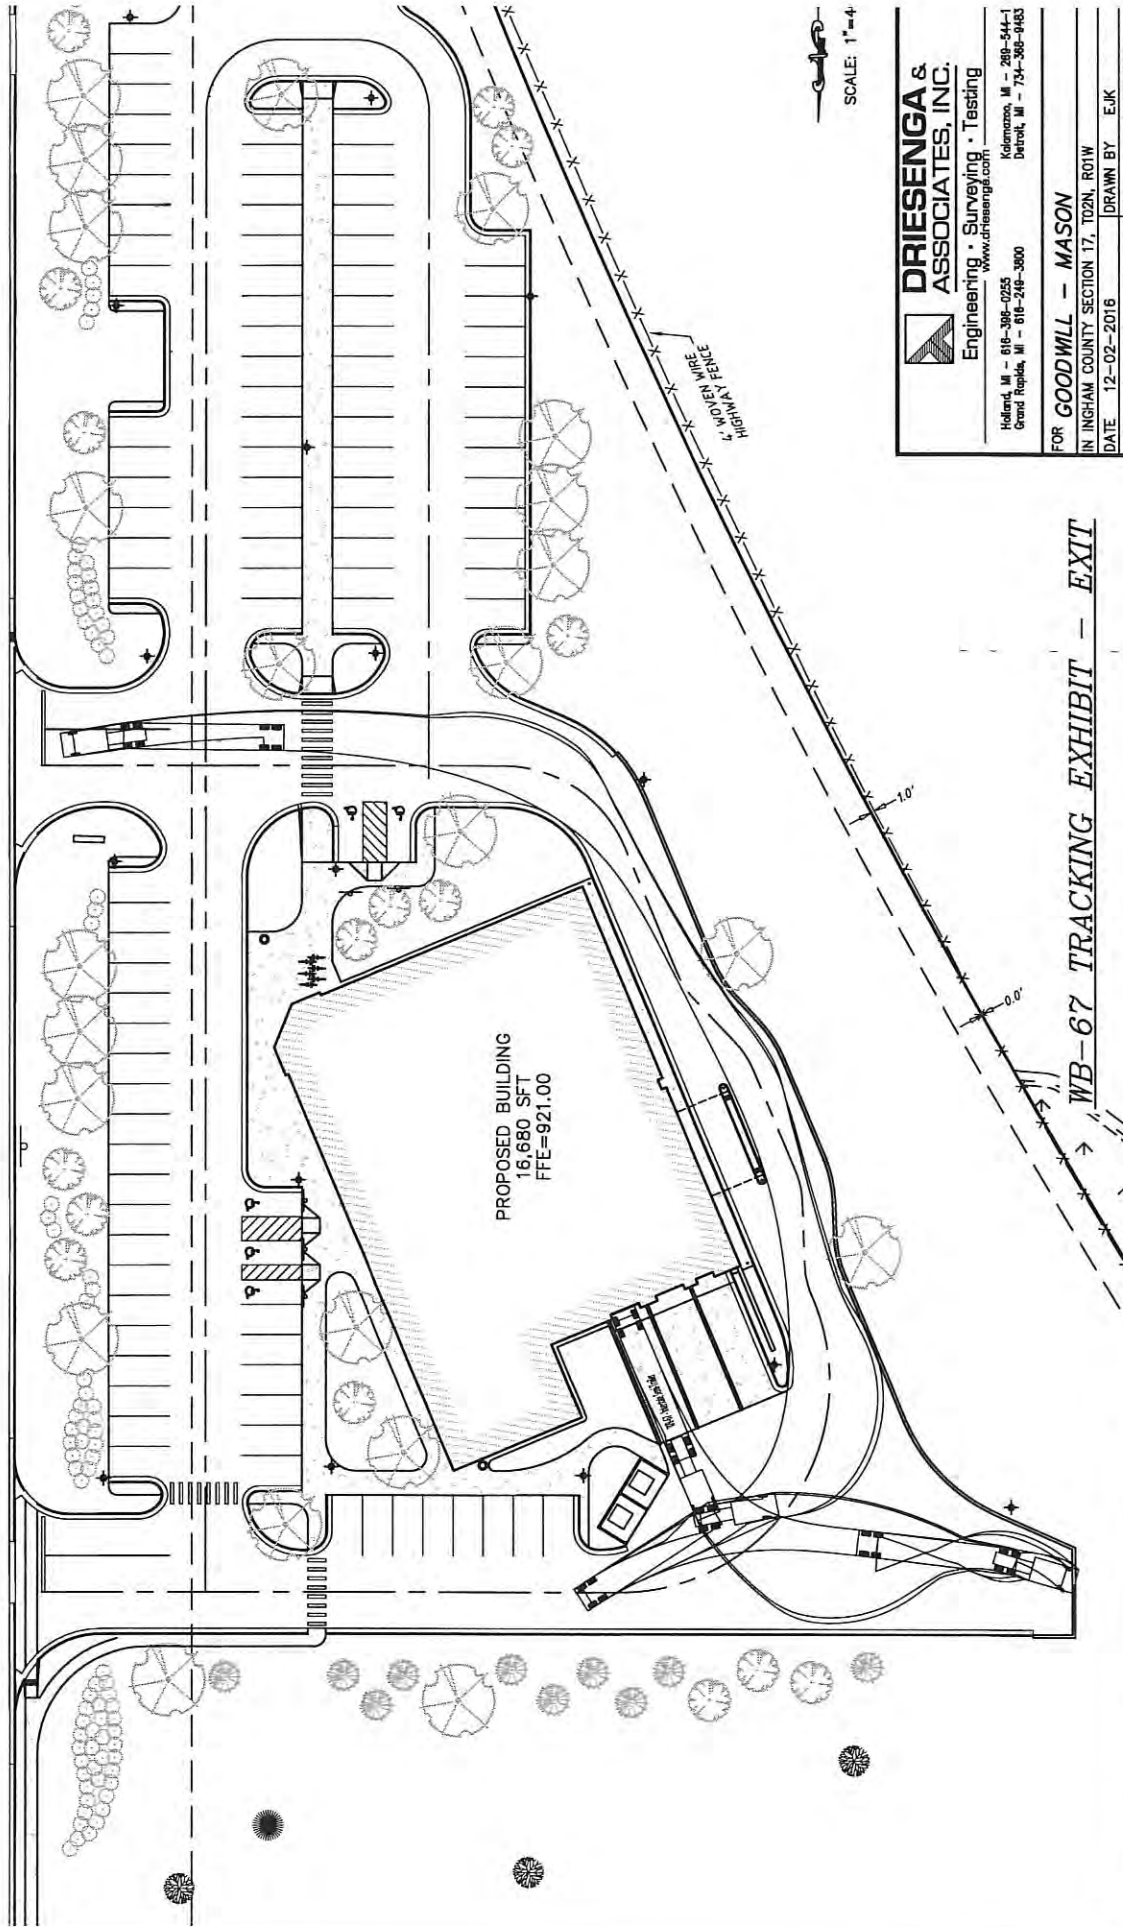 SCALE: 1"=4
DRIESENGA &
ASSOCIATES, INC.
Engineering · Surveying · Testing
www.driesenga.com
Holland, MI - 616-396-0255
Grand Rapids, MI - 616-249-3800
Kalamazoo, MI - 269-544-1
Detroit, MI - 734-368-9483
FOR GOODWILL - MASON
IN INGHAM COUNTY SECTION 17, T02N, R01W
DATE 12-02-2016
DRAWN BY EJK
4' WOVEN WIRE
HIGHWAY FENCE
1.0'
0.0'
PROPOSED BUILDING
16,680 SFT
FFE=921.00
WB-67 TRACKING EXHIBIT - EXIT